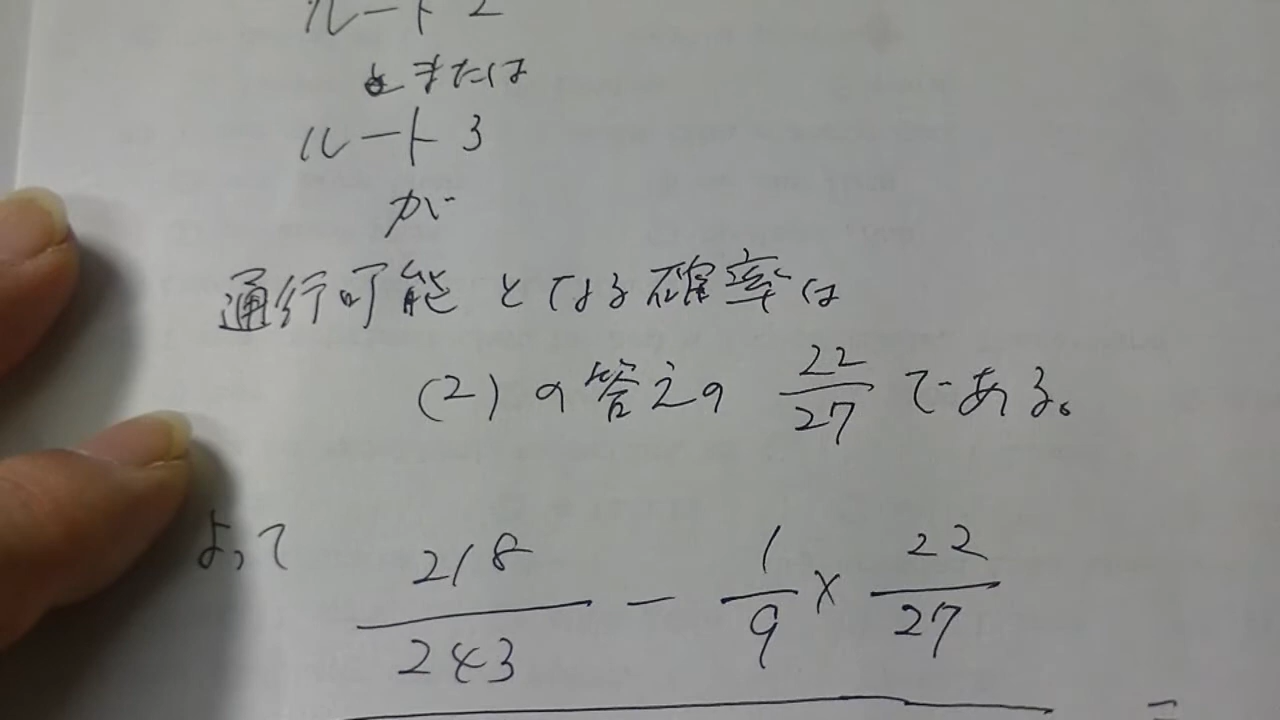 ルート2
または
ルート3
が
通行可能となる確率は
(2)の答えの 22/27 である。
よって 218/243 - 1/9 × 22/27 =